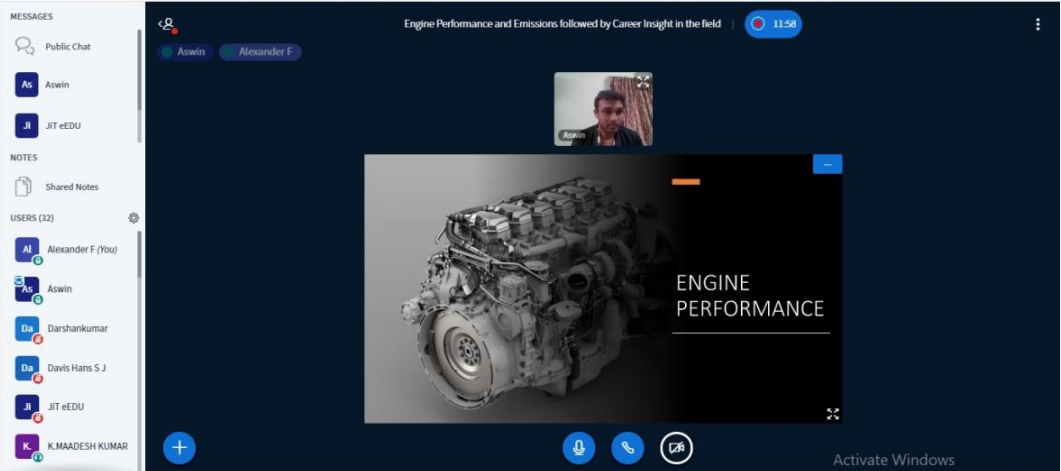 MESSAGES
Public Chat
As Aswin
Ji JiT eEDU
NOTES
Shared Notes
USERS (32)
Al Alexander F (You)
As Aswin
Da Darshankumar
Da Davis Hans S J
Ji JiT eEDU
K. K.MAADESH KUMAR
Engine Performance and Emissions followed by Career Insight in the field
11:58
Aswin Alexander F
Aswin
ENGINE
PERFORMANCE
Activate Windows